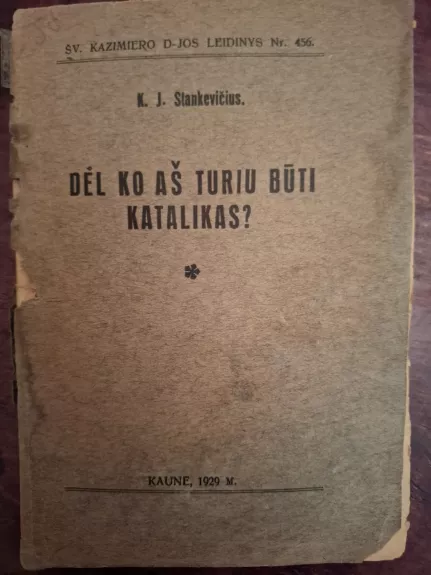 ŠV. KAZIMIERO D-JOS LEIDINYS Nr. 456.
K. J. Stankevičius.
DĖL KO AŠ TURIU BŪTI
KATALIKAS?
*
KAUNE, 1929 M.